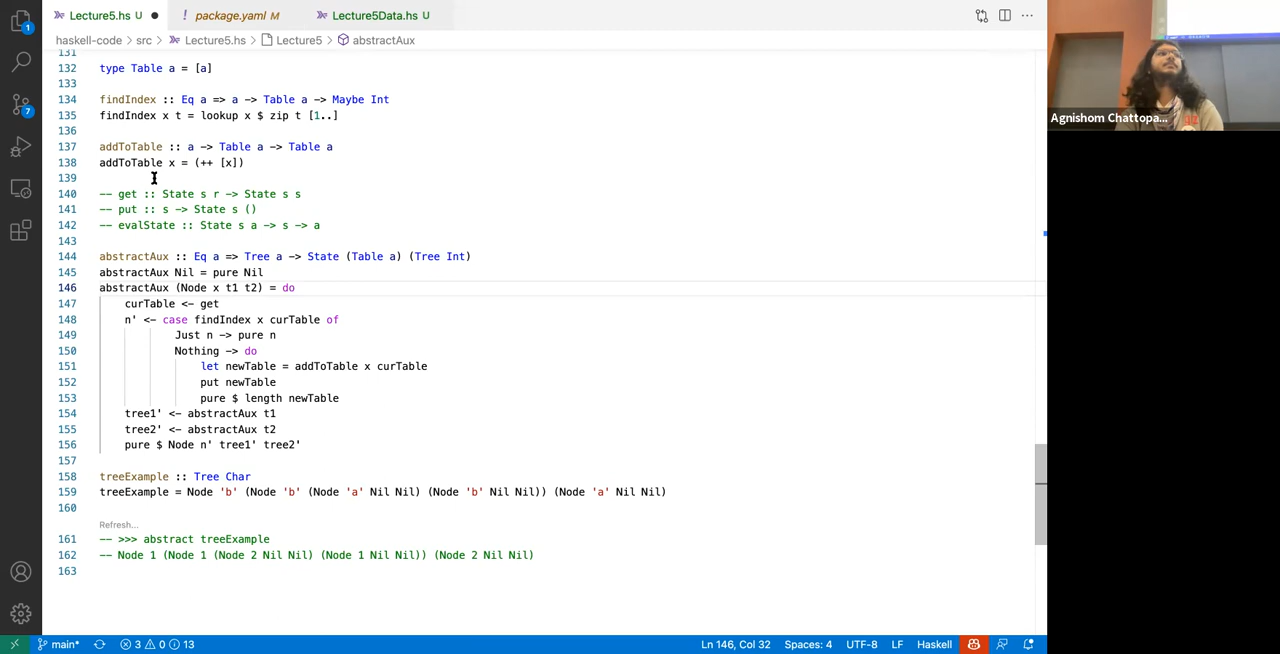 Lecture5.hs U ● ! package.yaml M Lecture5Data.hs U ···
haskell-code > src > Lecture5.hs > Lecture5 > abstractAux
131
132 type Table a = [a]
133
134 findIndex :: Eq a => a -> Table a -> Maybe Int
135 findIndex x t = lookup x $ zip t [1..]
136
137 addToTable :: a -> Table a -> Table a
138 addToTable x = (++ [x])
139
140 -- get :: State s r -> State s s
141 -- put :: s -> State s ()
142 -- evalState :: State s a -> s -> a
143
144 abstractAux :: Eq a => Tree a -> State (Table a) (Tree Int)
145 abstractAux Nil = pure Nil
146 abstractAux (Node x t1 t2) = do
147 curTable <- get
148 n' <- case findIndex x curTable of
149 Just n -> pure n
150 Nothing -> do
151 let newTable = addToTable x curTable
152 put newTable
153 pure $ length newTable
154 tree1' <- abstractAux t1
155 tree2' <- abstractAux t2
156 pure $ Node n' tree1' tree2'
157
158 treeExample :: Tree Char
159 treeExample = Node 'b' (Node 'b' (Node 'a' Nil Nil) (Node 'b' Nil Nil)) (Node 'a' Nil Nil)
160
Refresh...
161 -- >>> abstract treeExample
162 -- Node 1 (Node 1 (Node 2 Nil Nil) (Node 1 Nil Nil)) (Node 2 Nil Nil)
163
1
7
main* 3 0 13 Ln 146, Col 32 Spaces: 4 UTF-8 LF Haskell
Agnishom Chattopa...